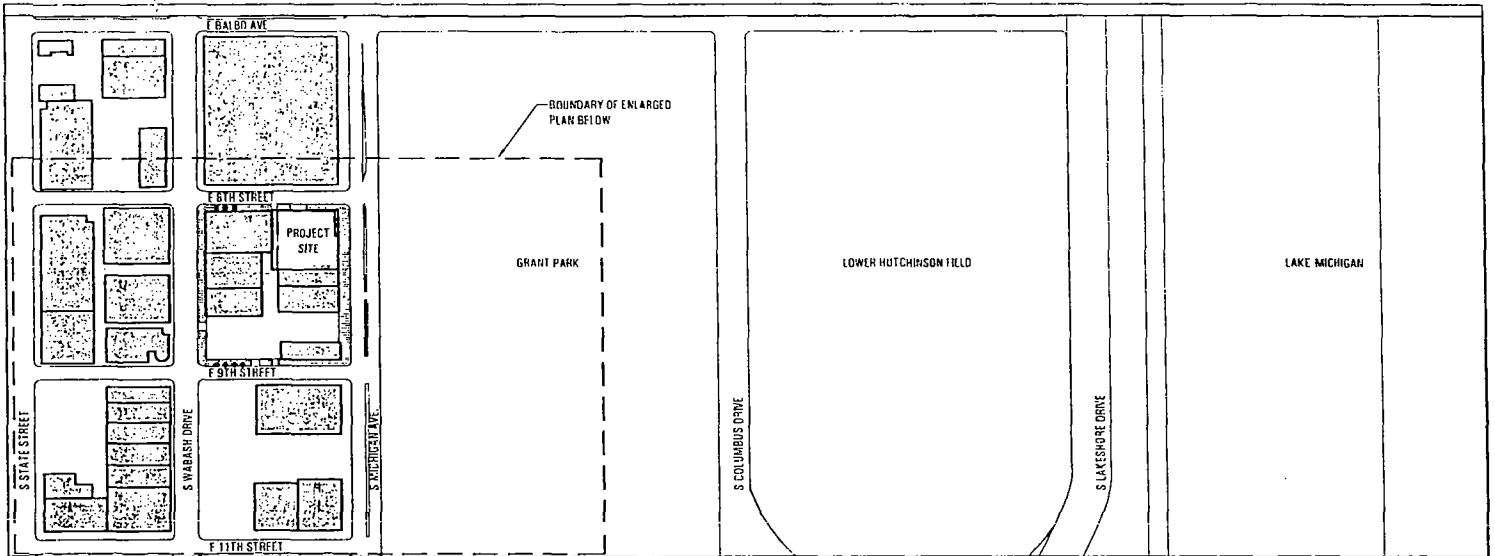 E BALBO AVE
BOUNDARY OF ENLARGED
PLAN BELOW
E 8TH STREET
PROJECT
SITE
GRANT PARK
LOWER HUTCHINSON FIELD
LAKE MICHIGAN
E 9TH STREET
S STATE STREET
S WABASH DRIVE
S MICHIGAN AVE.
S COLUMBUS DRIVE
S LAKESHORE DRIVE
E 11TH STREET